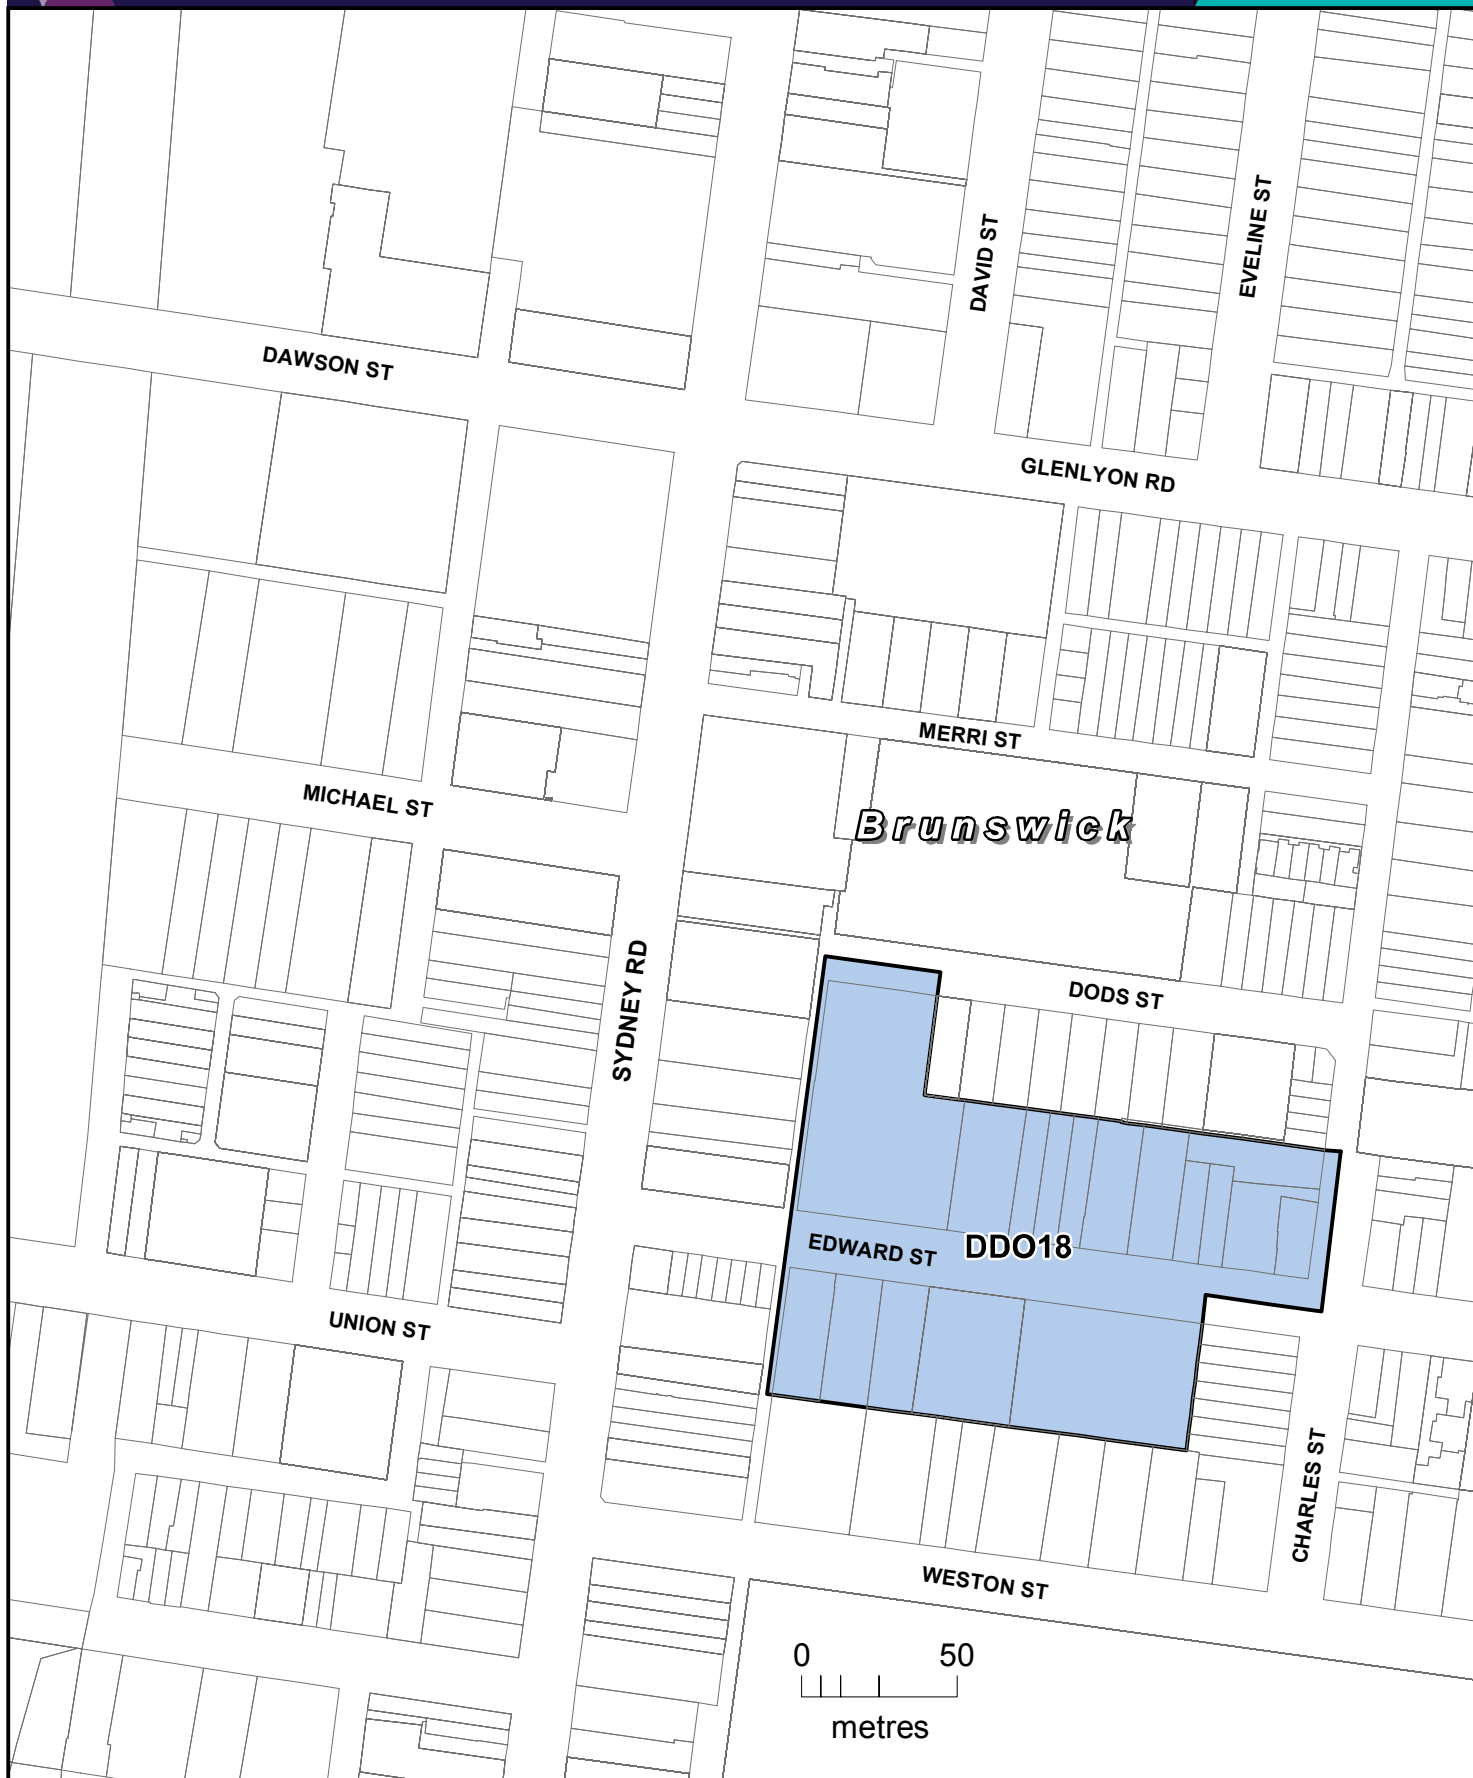 DAVID ST
EVELINE ST
DAWSON ST
GLENLYON RD
MERRI ST
MICHAEL ST
Brunswick
SYDNEY RD
DODS ST
EDWARD ST
DDO18
UNION ST
CHARLES ST
WESTON ST
0 50
metres